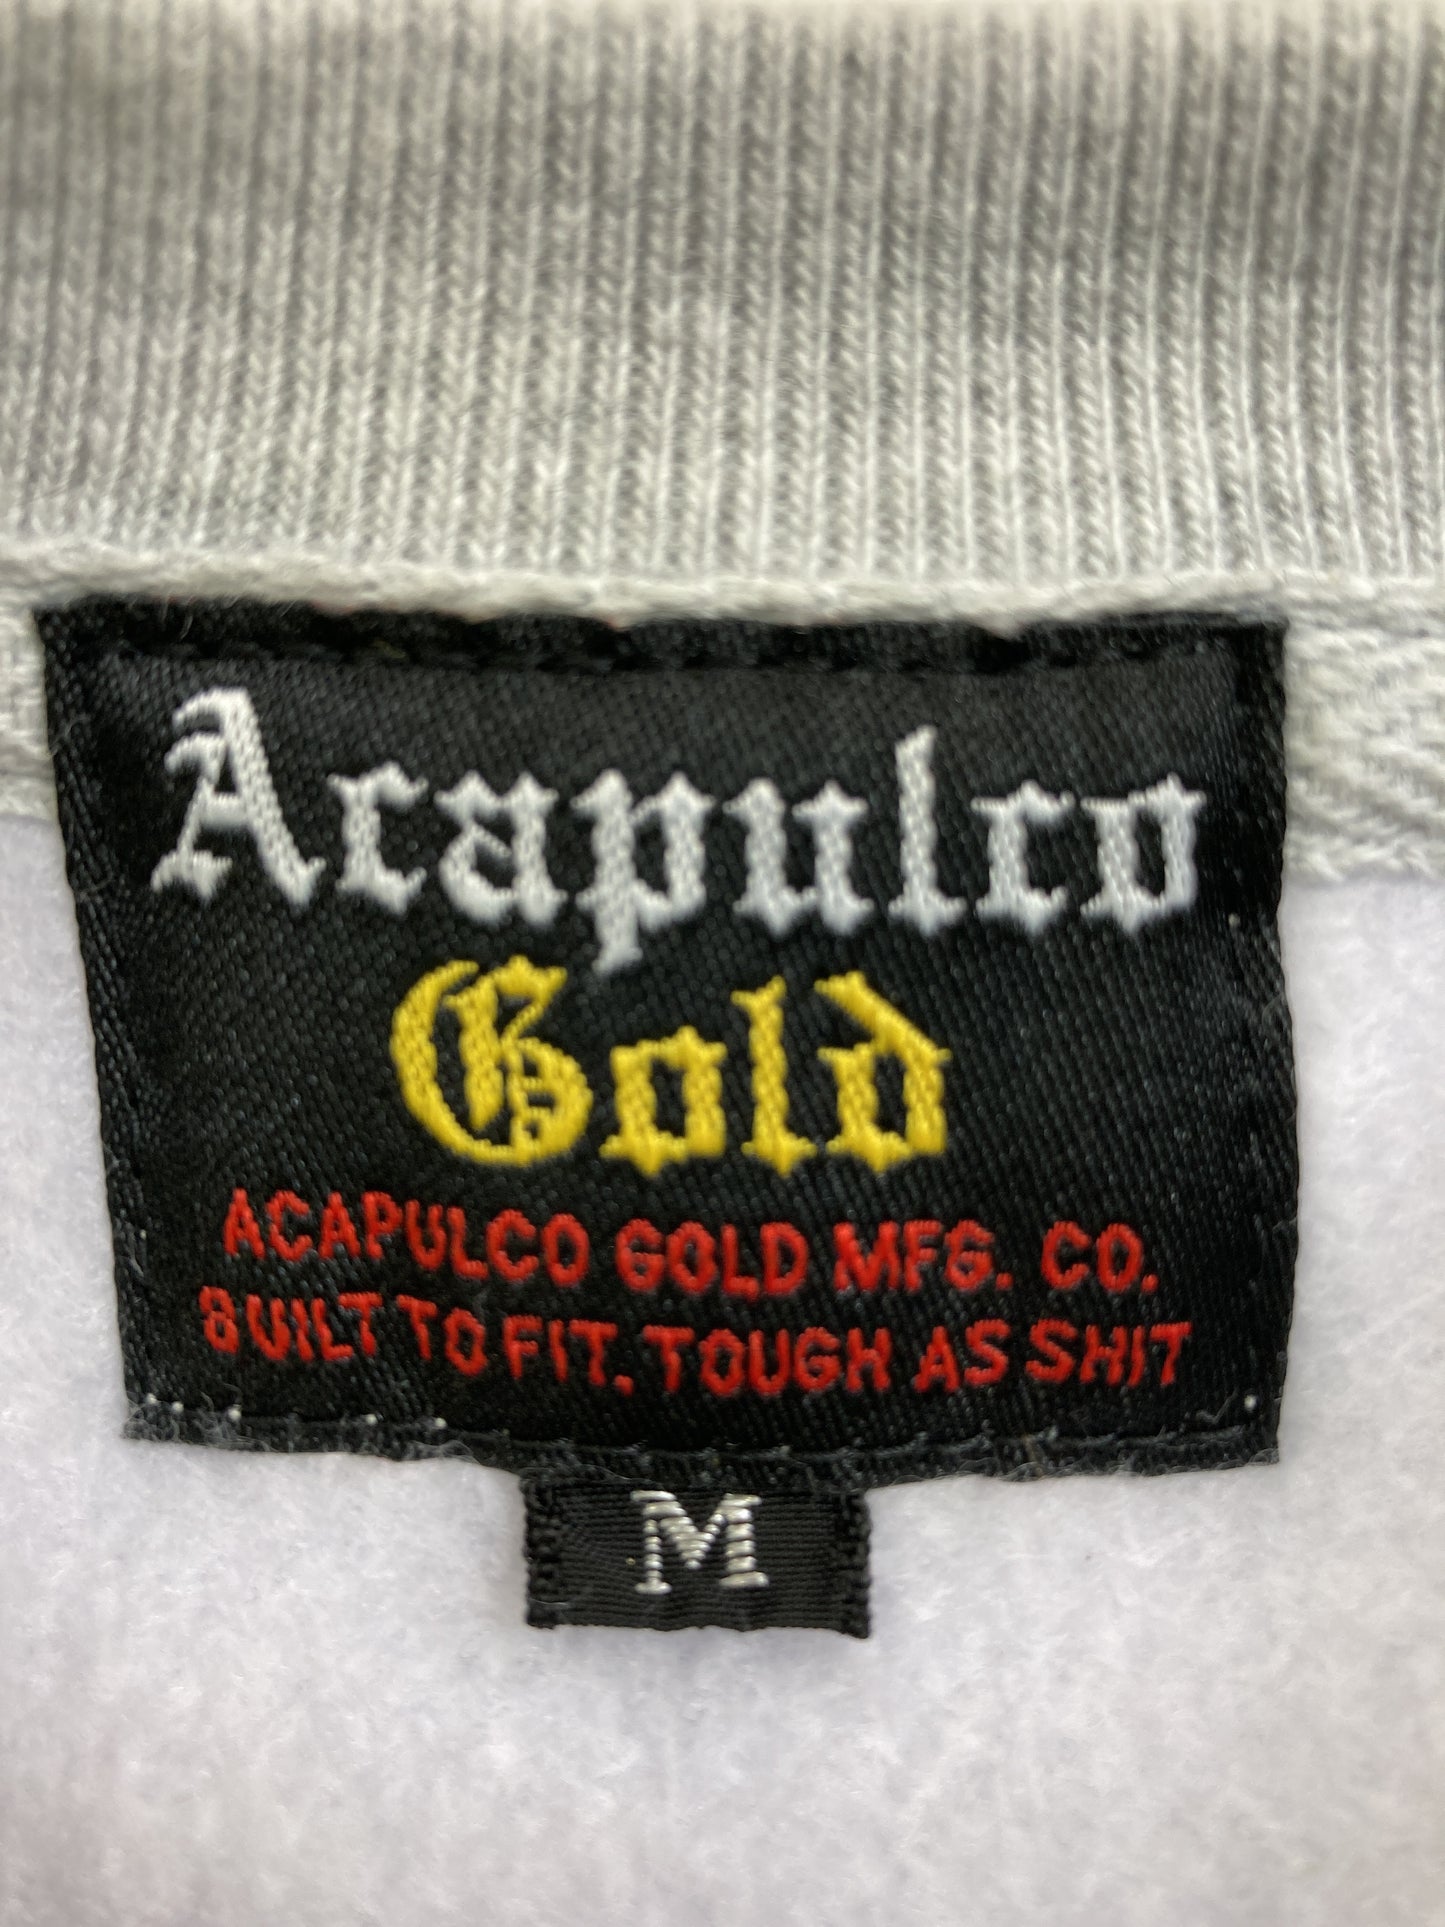 Acapulco
Gold
ACAPULCO GOLD MFG. CO.
BUILT TO FIT. TOUGH AS SHIT
M